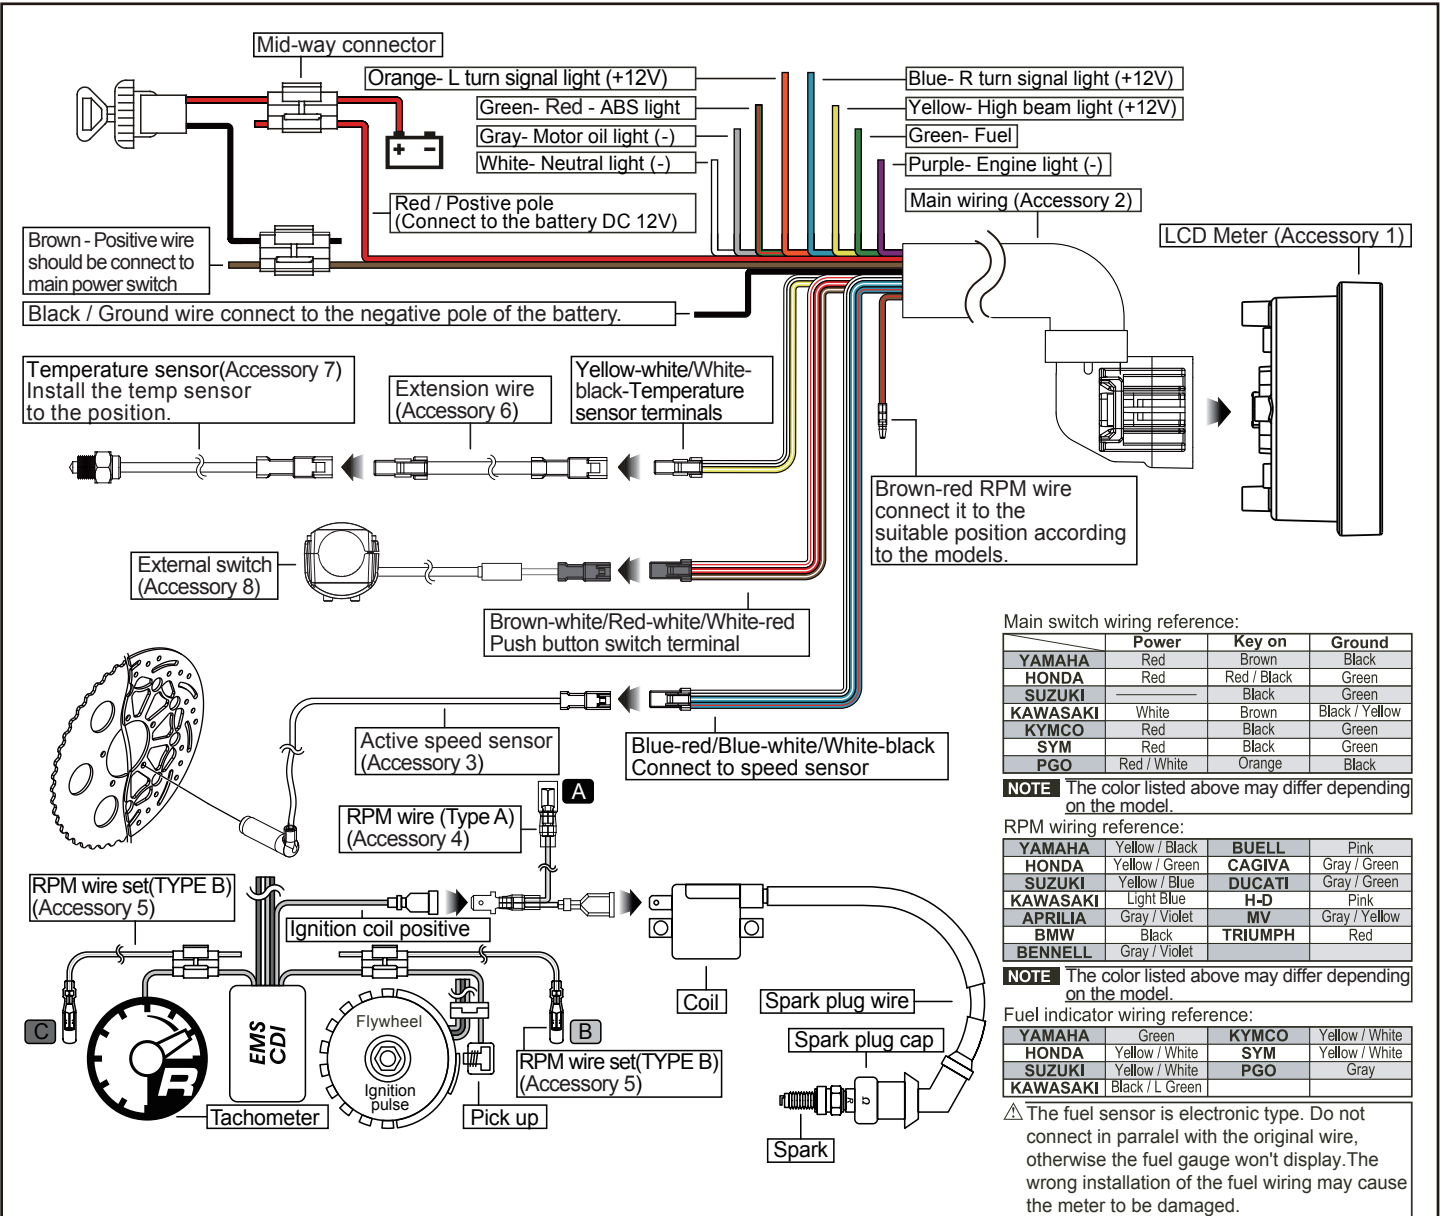 Mid-way connector
Orange- L turn signal light (+12V)
Blue- R turn signal light (+12V)
Green- Red - ABS light
Yellow- High beam light (+12V)
Gray- Motor oil light (-)
Green- Fuel
White- Neutral light (-)
Purple- Engine light (-)
+ -
Red / Postive pole
(Connect to the battery DC 12V)
Main wiring (Accessory 2)
LCD Meter (Accessory 1)
Brown - Positive wire
should be connect to
main power switch
Black / Ground wire connect to the negative pole of the battery.
Temperature sensor(Accessory 7)
Install the temp sensor
to the position.
Extension wire
(Accessory 6)
Yellow-white/White-
black-Temperature
sensor terminals
Brown-red RPM wire
connect it to the
suitable position according
to the models.
External switch
(Accessory 8)
Brown-white/Red-white/White-red
Push button switch terminal
Active speed sensor
(Accessory 3)
Blue-red/Blue-white/White-black
Connect to speed sensor
A
RPM wire (Type A)
(Accessory 4)
RPM wire set(TYPE B)
(Accessory 5)
Ignition coil positive
Coil
Spark plug wire
Spark plug cap
Spark
C
R
Tachometer
EMS
CDI
Flywheel
Ignition
pulse
B
RPM wire set(TYPE B)
(Accessory 5)
Pick up
R Ω
Main switch wiring reference:
Power Key on Ground
YAMAHA Red Brown Black
HONDA Red Red / Black Green
SUZUKI ——— Black Green
KAWASAKI White Brown Black / Yellow
KYMCO Red Black Green
SYM Red Black Green
PGO Red / White Orange Black
NOTE The color listed above may differ depending
on the model.
RPM wiring reference:
YAMAHA Yellow / Black BUELL Pink
HONDA Yellow / Green CAGIVA Gray / Green
SUZUKI Yellow / Blue DUCATI Gray / Green
KAWASAKI Light Blue H-D Pink
APRILIA Gray / Violet MV Gray / Yellow
BMW Black TRIUMPH Red
BENNELL Gray / Violet
NOTE The color listed above may differ depending
on the model.
Fuel indicator wiring reference:
YAMAHA Green KYMCO Yellow / White
HONDA Yellow / White SYM Yellow / White
SUZUKI Yellow / White PGO Gray
KAWASAKI Black / L Green
⚠ The fuel sensor is electronic type. Do not
connect in parralel with the original wire,
otherwise the fuel gauge won't display.The
wrong installation of the fuel wiring may cause
the meter to be damaged.